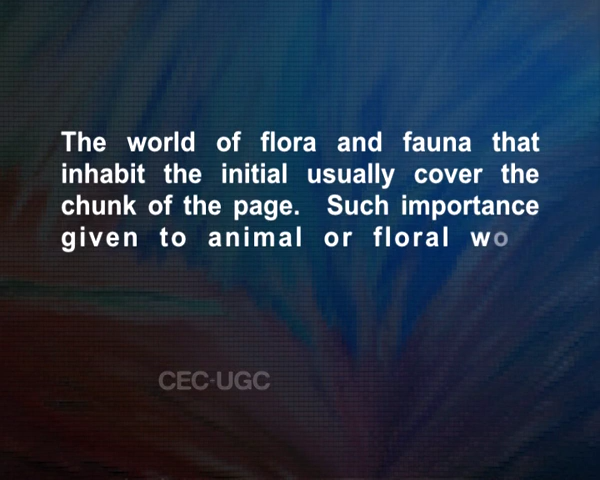 The world of flora and fauna that
inhabit the initial usually cover the
chunk of the page. Such importance
given to animal or floral wo
CEC-UGC